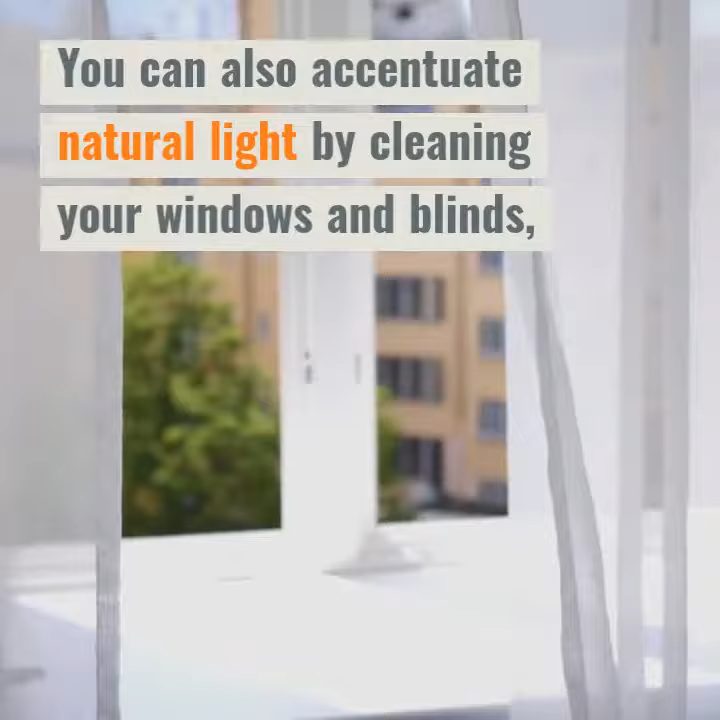 You can also accentuate
natural light by cleaning
your windows and blinds,